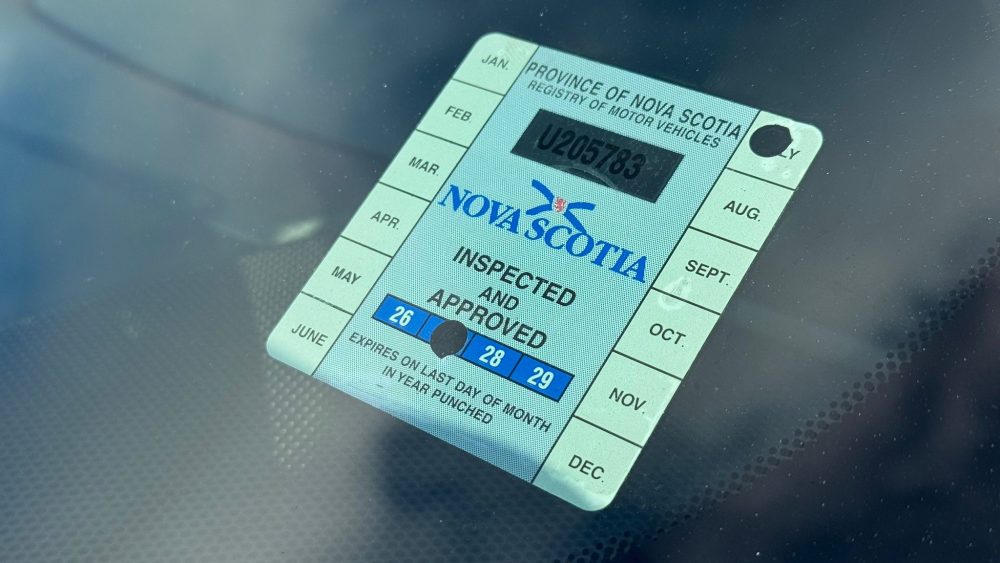 JAN.
FEB
MAR.
APR.
MAY
JUNE
PROVINCE OF NOVA SCOTIA
REGISTRY OF MOTOR VEHICLES
U205783
NOVA SCOTIA
INSPECTED
AND
APPROVED
26 28 29
EXPIRES ON LAST DAY OF MONTH
IN YEAR PUNCHED
LY
AUG.
SEPT.
OCT.
NOV.
DEC.